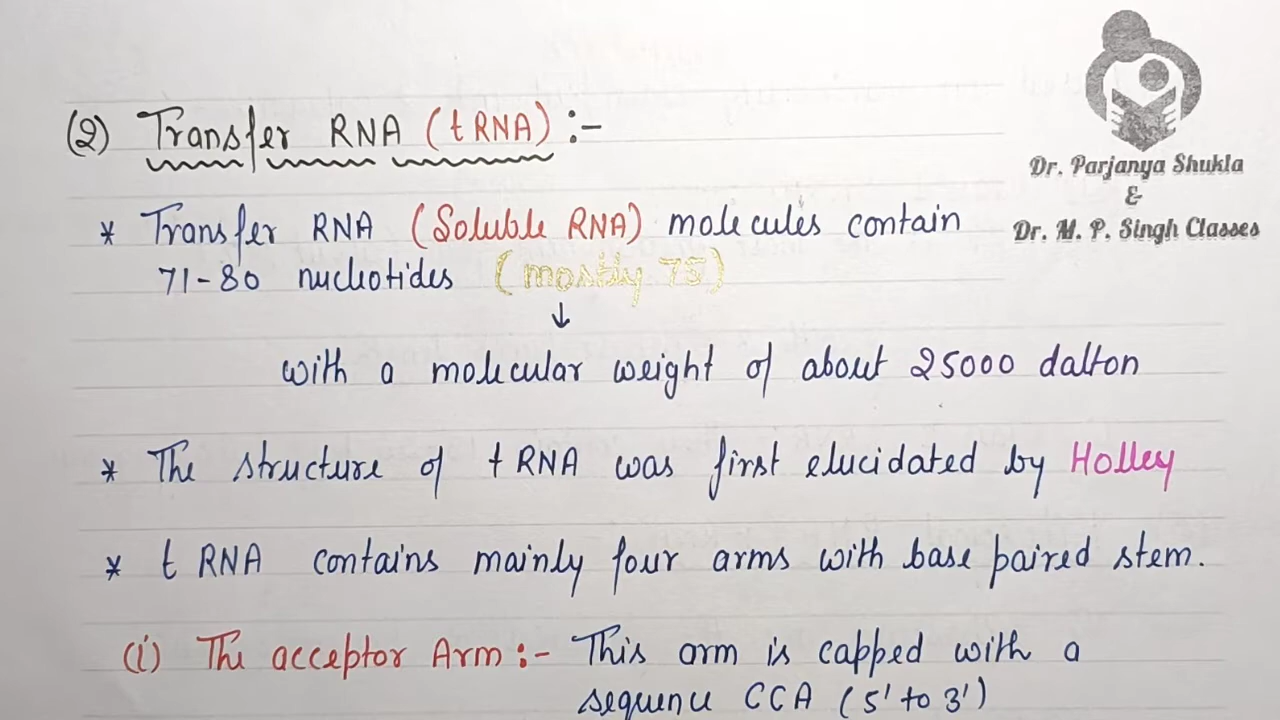 Dr. Parjanya Shukla
&
Dr. M. P. Singh Classes
(2) Transfer RNA (tRNA) :-
* Transfer RNA (Soluble RNA) molecules contain
71-80 nucleotides (mostly 75)
↓
with a molecular weight of about 25000 dalton
* The structure of tRNA was first elucidated by Holley
* tRNA contains mainly four arms with base paired stem.
(i) The acceptor Arm :- This arm is capped with a
sequence CCA (5' to 3')